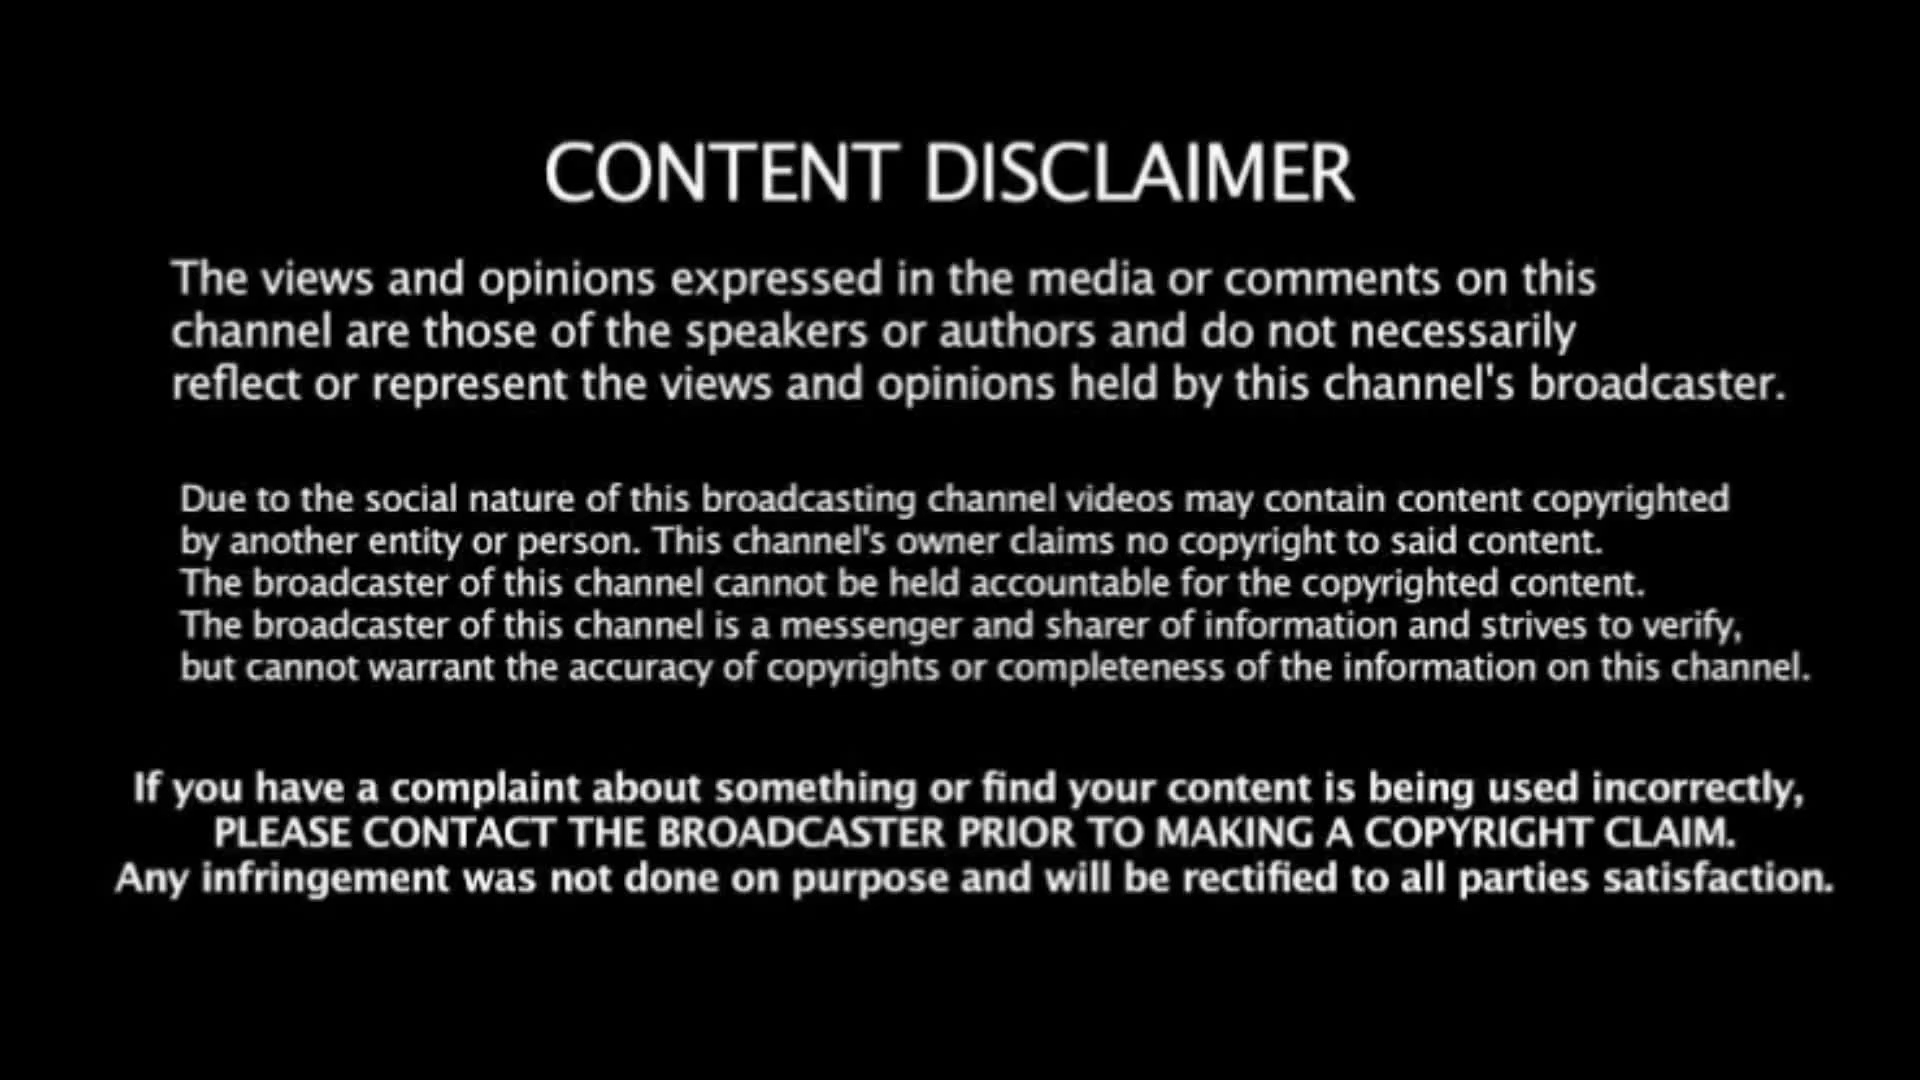 CONTENT DISCLAIMER
The views and opinions expressed in the media or comments on this
channel are those of the speakers or authors and do not necessarily
reflect or represent the views and opinions held by this channel's broadcaster.
Due to the social nature of this broadcasting channel videos may contain content copyrighted
by another entity or person. This channel's owner claims no copyright to said content.
The broadcaster of this channel cannot be held accountable for the copyrighted content.
The broadcaster of this channel is a messenger and sharer of information and strives to verify,
but cannot warrant the accuracy of copyrights or completeness of the information on this channel.
If you have a complaint about something or find your content is being used incorrectly,
PLEASE CONTACT THE BROADCASTER PRIOR TO MAKING A COPYRIGHT CLAIM.
Any infringement was not done on purpose and will be rectified to all parties satisfaction.